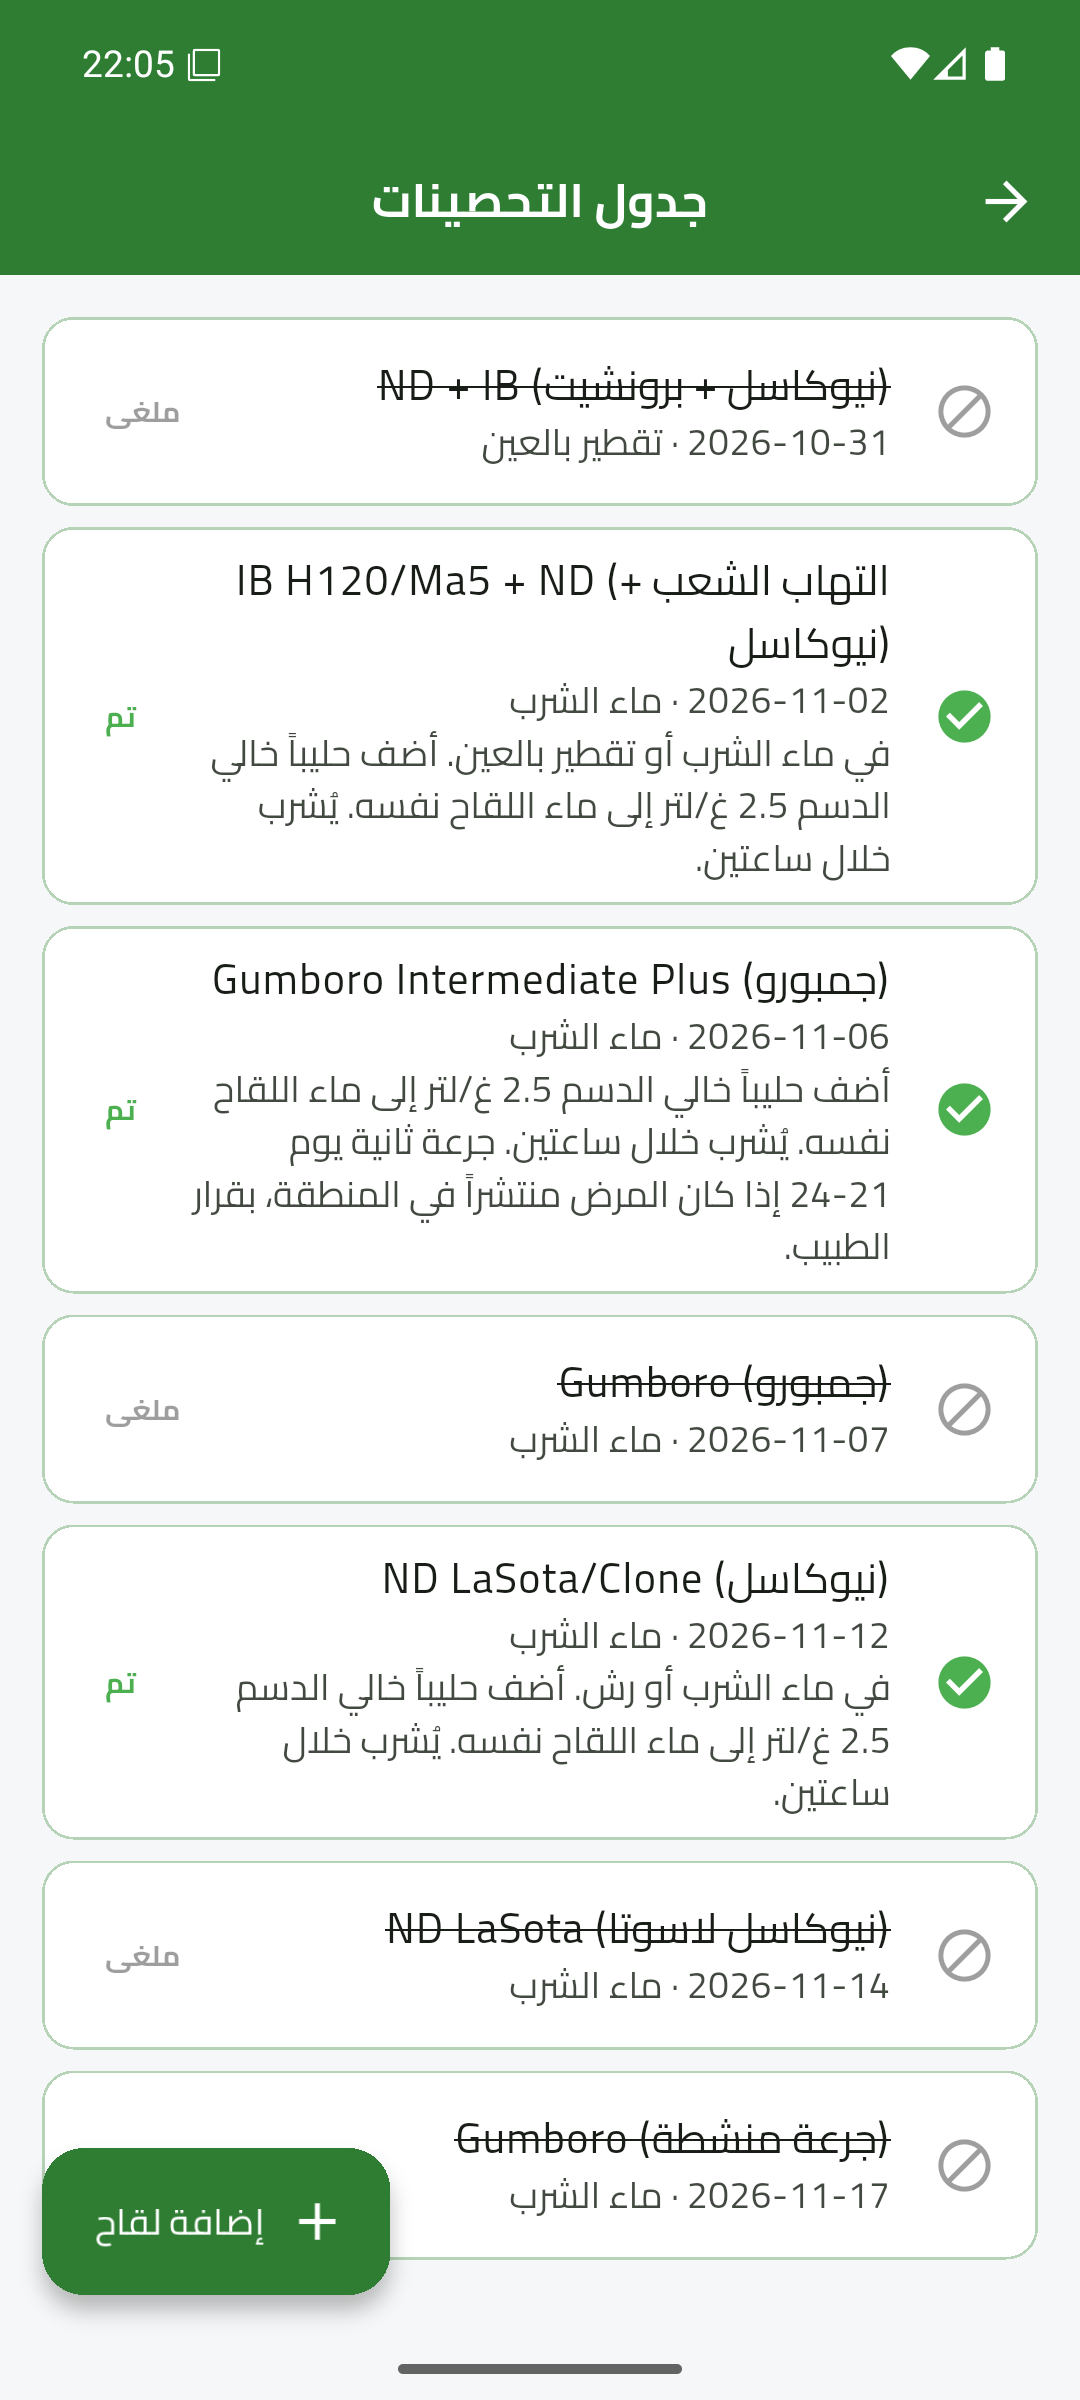 22:05
جدول التحصينات
ND + IB (نيوكاسل + برونشيت)
2026-10-31 · تقطير بالعين
ملغى
IB H120/Ma5 + ND (التهاب الشعب +
نيوكاسل)
2026-11-02 · ماء الشرب
في ماء الشرب أو تقطير بالعين. أضف حليباً خالي
الدسم 2.5 غ/لتر إلى ماء اللقاح نفسه. يُشرب
خلال ساعتين.
تم
Gumboro Intermediate Plus (جمبورو)
2026-11-06 · ماء الشرب
أضف حليباً خالي الدسم 2.5 غ/لتر إلى ماء اللقاح
نفسه. يُشرب خلال ساعتين. جرعة ثانية يوم
21-24 إذا كان المرض منتشراً في المنطقة، بقرار
الطبيب.
تم
Gumboro (جمبورو)
2026-11-07 · ماء الشرب
ملغى
ND LaSota/Clone (نيوكاسل)
2026-11-12 · ماء الشرب
في ماء الشرب أو رش. أضف حليباً خالي الدسم
2.5 غ/لتر إلى ماء اللقاح نفسه. يُشرب خلال
ساعتين.
تم
ND LaSota (نيوكاسل لاسوتا)
2026-11-14 · ماء الشرب
ملغى
Gumboro (جرعة منشطة)
2026-11-17 · ماء الشرب
إضافة لقاح